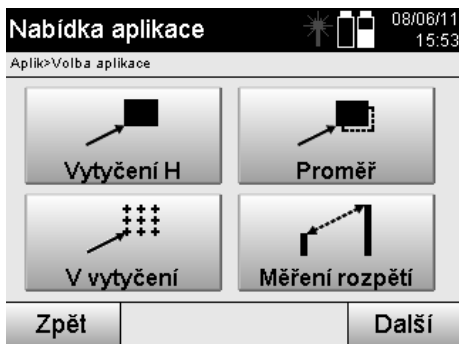 Nabídka aplikace
08/06/11
15:53
Aplik>Volba aplikace
Vytyčení H
Proměř
V vytyčení
Měření rozpětí
Zpět
Další